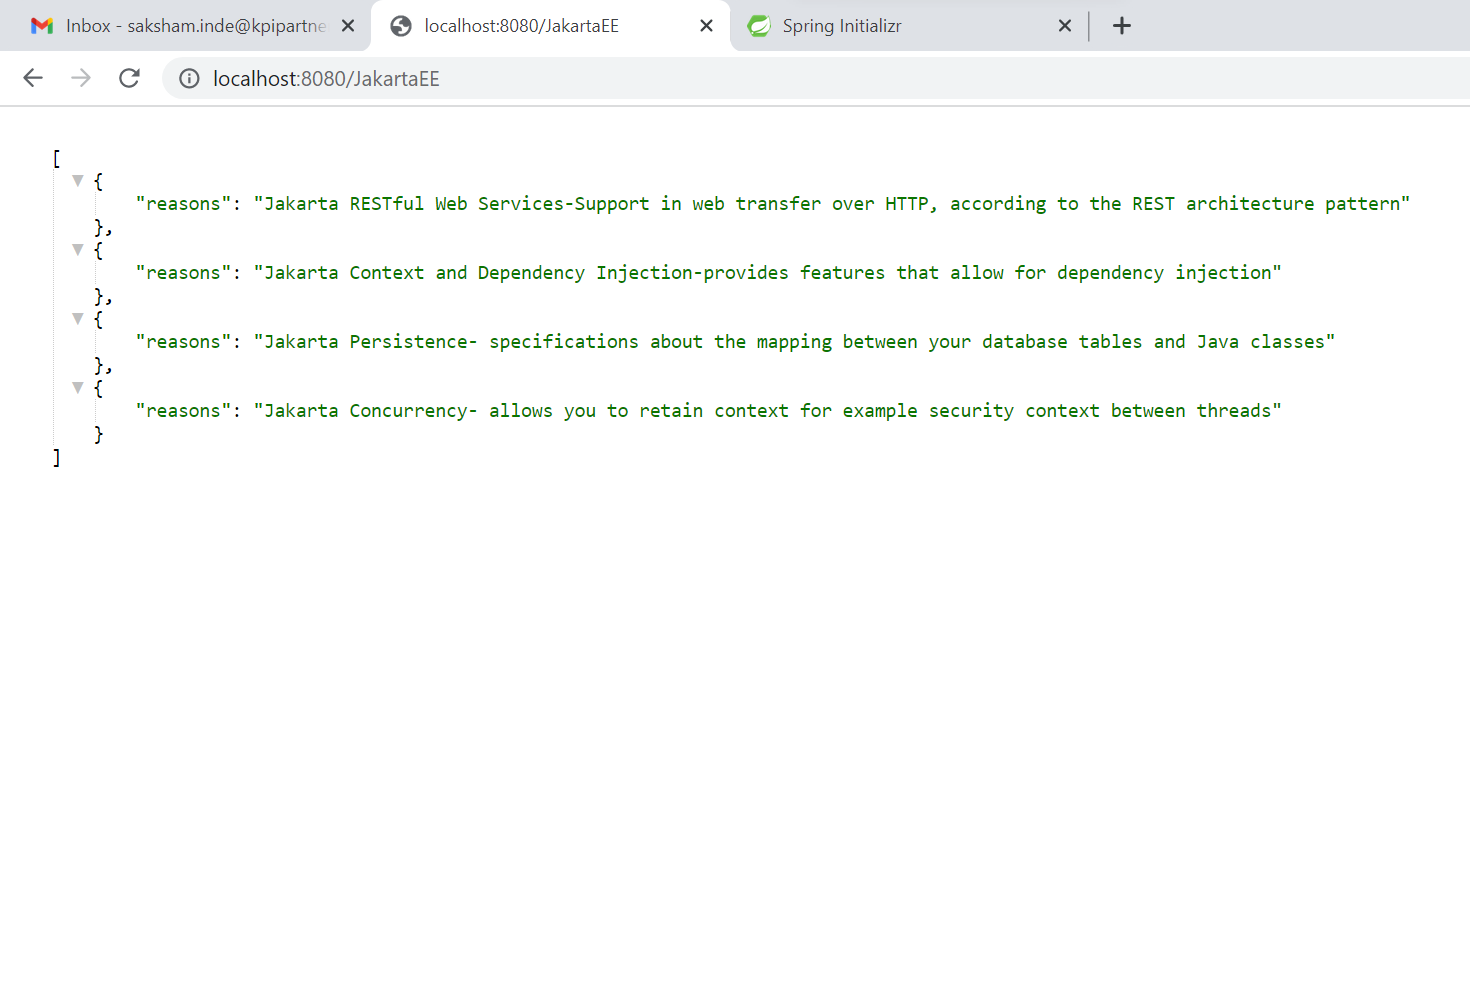 Inbox - saksham.inde@kpipartne
localhost:8080/JakartaEE
Spring Initializr
localhost:8080/JakartaEE
[
{
"reasons": "Jakarta RESTful Web Services-Support in web transfer over HTTP, according to the REST architecture pattern"
},
{
"reasons": "Jakarta Context and Dependency Injection-provides features that allow for dependency injection"
},
{
"reasons": "Jakarta Persistence- specifications about the mapping between your database tables and Java classes"
},
{
"reasons": "Jakarta Concurrency- allows you to retain context for example security context between threads"
}
]